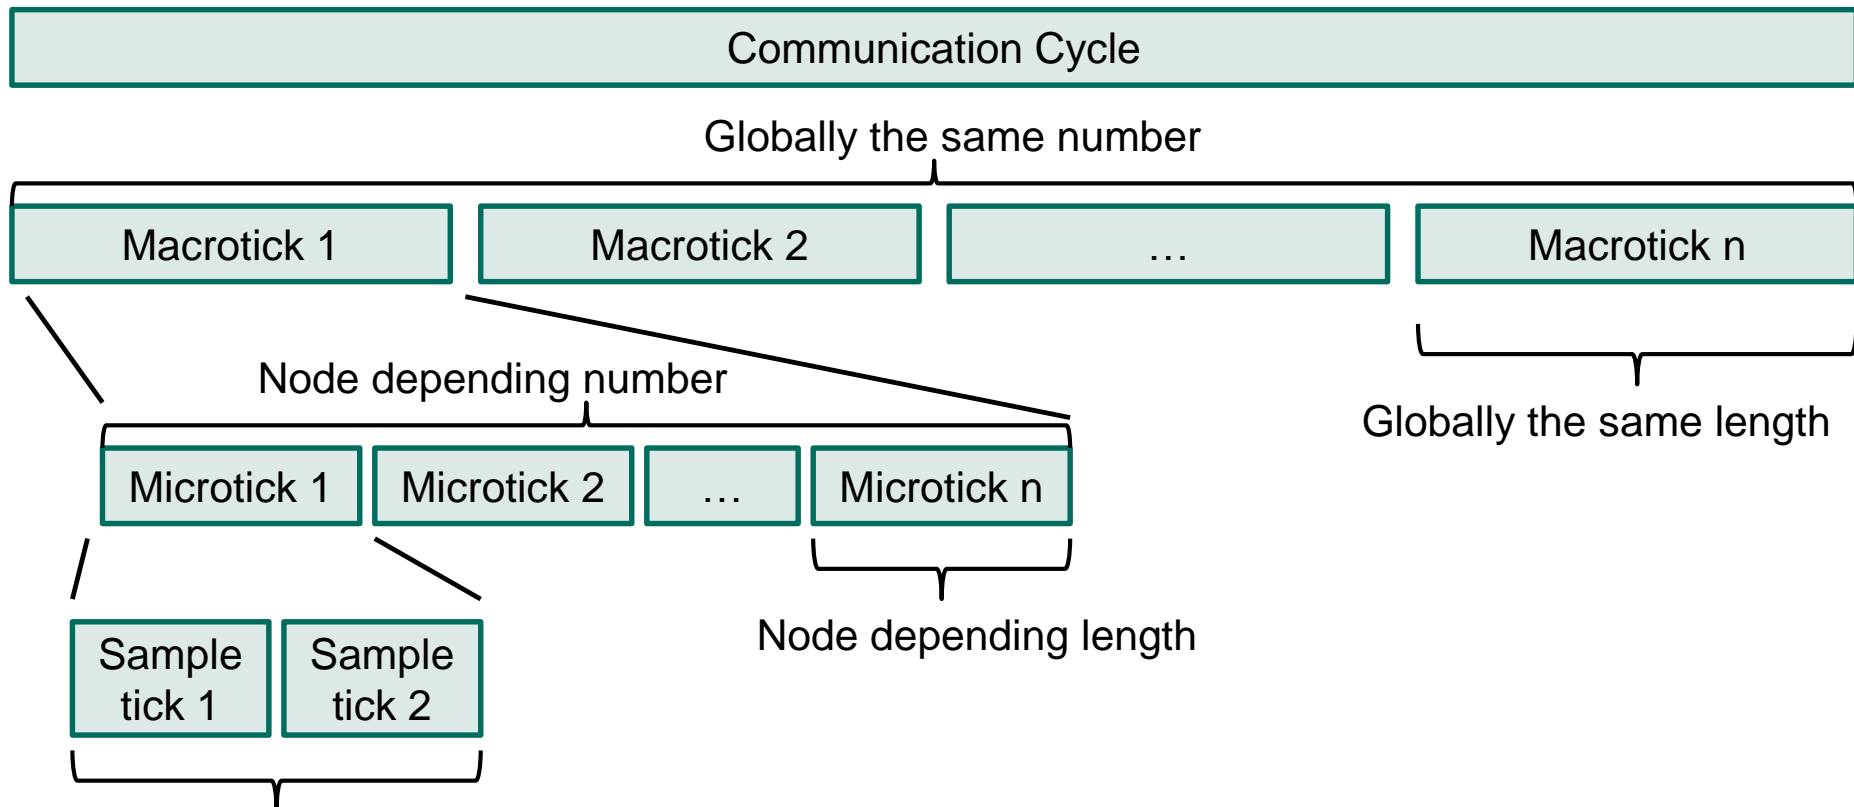 Communication Cycle
Globally the same number
Macrotick 1
Macrotick 2
…
Macrotick n
Node depending number
Globally the same length
Microtick 1
Microtick 2
…
Microtick n
Node depending length
Sample
tick 1
Sample
tick 2